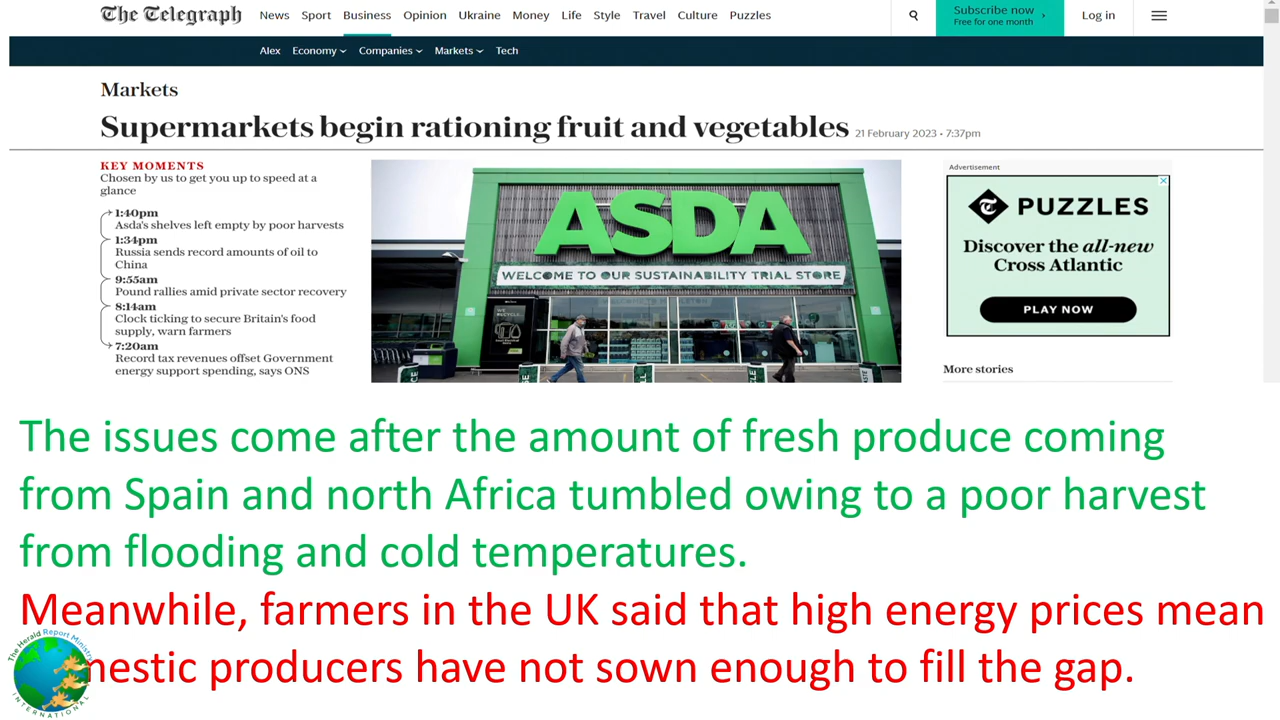 The Telegraph
News Sport Business Opinion Ukraine Money Life Style Travel Culture Puzzles
Subscribe now
Free for one month
Log in
Alex Economy Companies Markets Tech
Markets
Supermarkets begin rationing fruit and vegetables 21 February 2023 • 7:37pm
KEY MOMENTS
Chosen by us to get you up to speed at a
glance
1:40pm
Asda's shelves left empty by poor harvests
1:34pm
Russia sends record amounts of oil to
China
9:55am
Pound rallies amid private sector recovery
8:14am
Clock ticking to secure Britain's food
supply, warn farmers
7:20am
Record tax revenues offset Government
energy support spending, says ONS
ASDA
WELCOME TO OUR SUSTAINABILITY TRIAL STORE
WE RECYCLE
Advertisement
PUZZLES
Discover the all-new
Cross Atlantic
PLAY NOW
More stories
The issues come after the amount of fresh produce coming
from Spain and north Africa tumbled owing to a poor harvest
from flooding and cold temperatures.
Meanwhile, farmers in the UK said that high energy prices mean
mestic producers have not sown enough to fill the gap.
The Herald Report Ministry
INTERNATIONAL